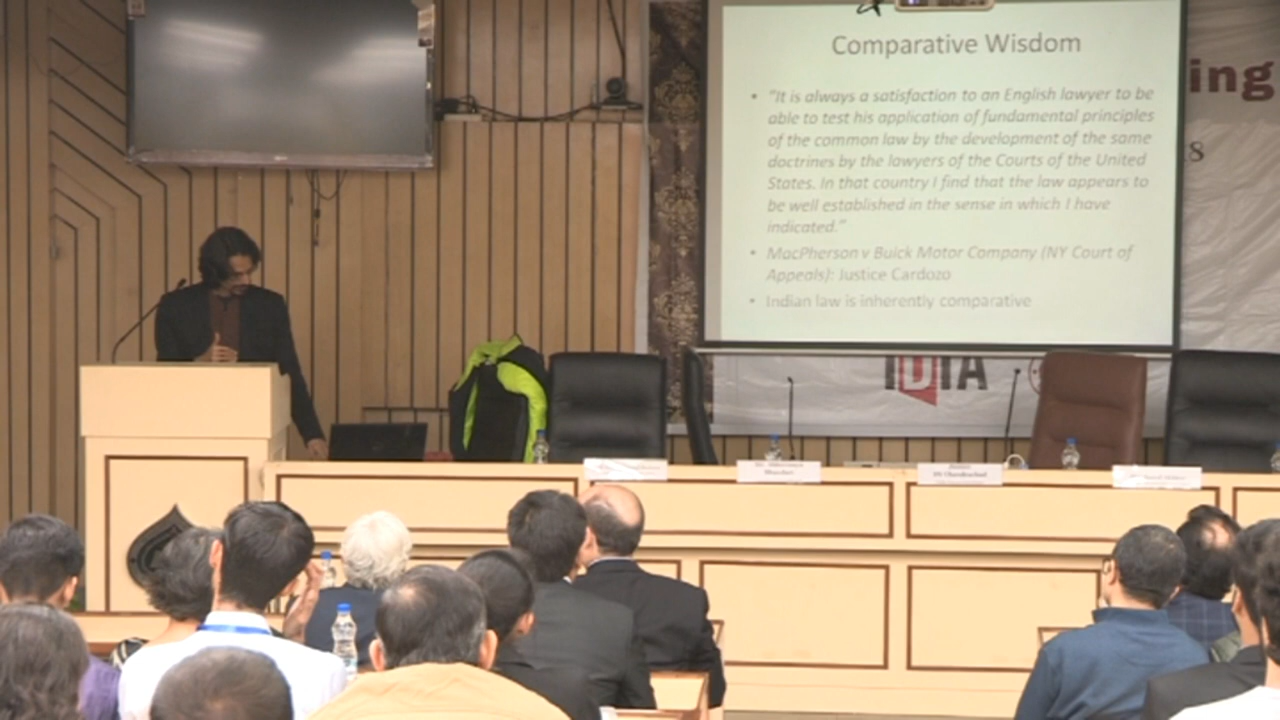 Comparative Wisdom
• "It is always a satisfaction to an English lawyer to be
able to test his application of fundamental principles
of the common law by the development of the same
doctrines by the lawyers of the Courts of the United
States. In that country I find that the law appears to
be well established in the sense in which I have
indicated."
• MacPherson v Buick Motor Company (NY Court of
Appeals): Justice Cardozo
• Indian law is inherently comparative
ing
8
IDIA